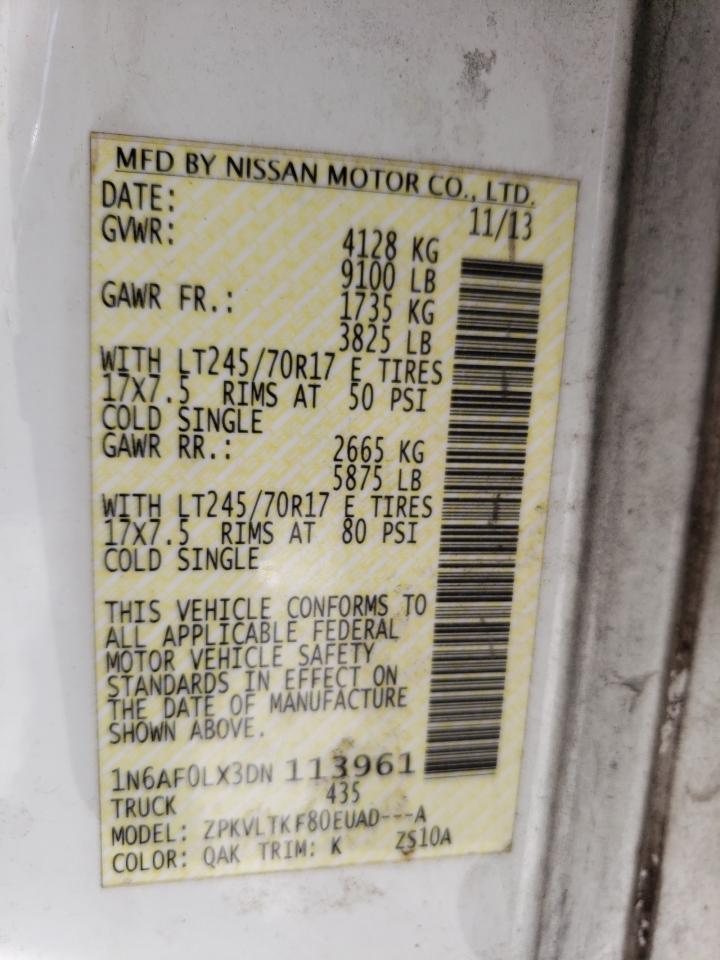 MFD BY NISSAN MOTOR CO., LTD.
DATE: 11/13
GVWR: 4128 KG
9100 LB
GAWR FR.: 1735 KG
3825 LB
WITH LT245/70R17 E TIRES
17X7.5 RIMS AT 50 PSI
COLD SINGLE
GAWR RR.: 2665 KG
5875 LB
WITH LT245/70R17 E TIRES
17X7.5 RIMS AT 80 PSI
COLD SINGLE
THIS VEHICLE CONFORMS TO
ALL APPLICABLE FEDERAL
MOTOR VEHICLE SAFETY
STANDARDS IN EFFECT ON
THE DATE OF MANUFACTURE
SHOWN ABOVE.
1N6AF0LX3DN 113961
TRUCK 435
MODEL: ZPKVLTKF80EUAD---A
COLOR: QAK TRIM: K ZS10A